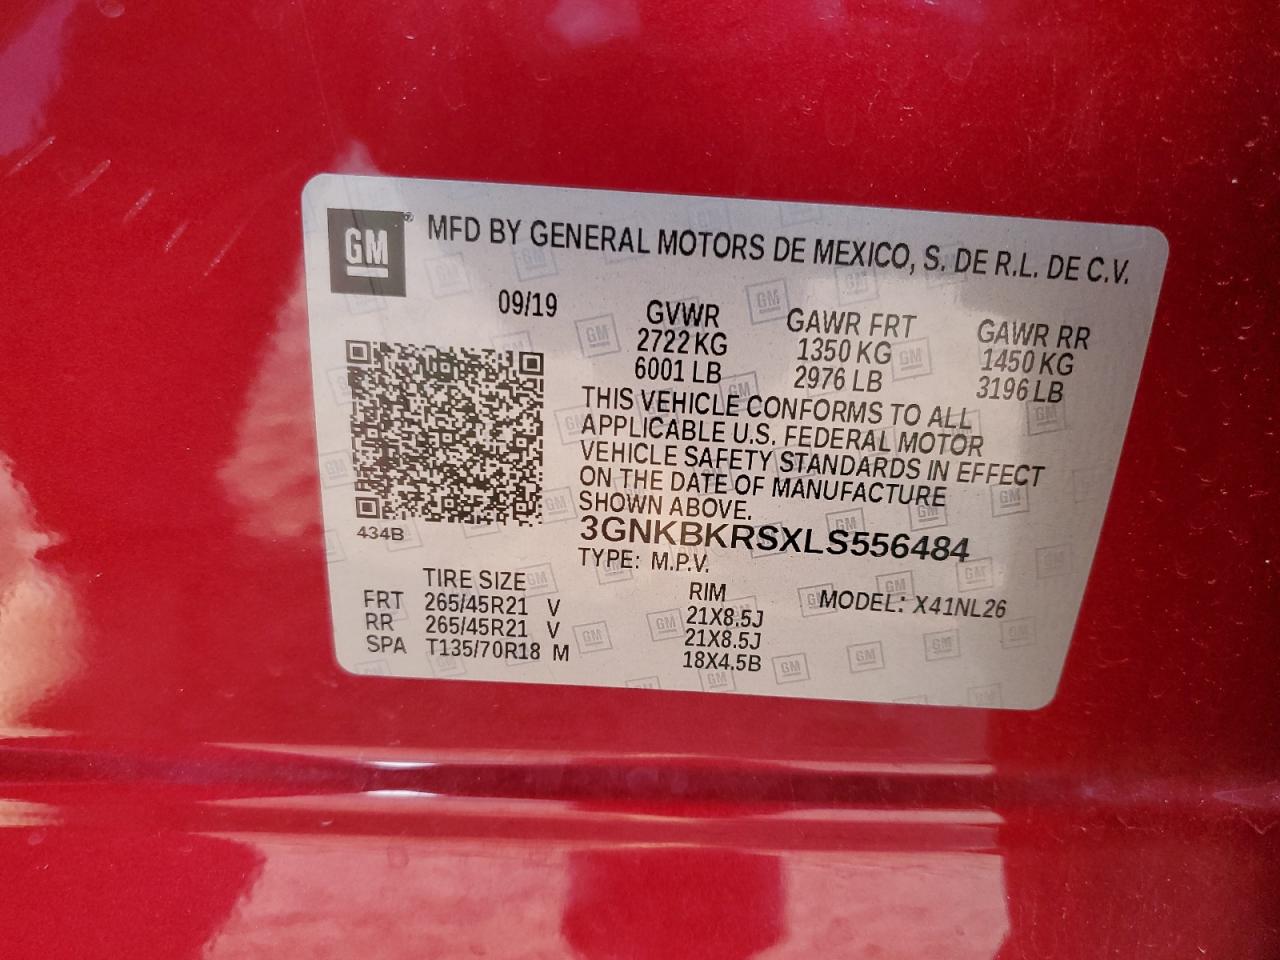 GM® MFD BY GENERAL MOTORS DE MEXICO, S. DE R.L. DE C.V.
09/19
GVWR GAWR FRT GAWR RR
2722 KG 1350 KG 1450 KG
6001 LB 2976 LB 3196 LB
THIS VEHICLE CONFORMS TO ALL
APPLICABLE U.S. FEDERAL MOTOR
VEHICLE SAFETY STANDARDS IN EFFECT
ON THE DATE OF MANUFACTURE
SHOWN ABOVE.
434B
3GNKBKRSXLS556484
TYPE: M.P.V.
TIRE SIZE RIM MODEL: X41NL26
FRT 265/45R21 V 21X8.5J
RR 265/45R21 V 21X8.5J
SPA T135/70R18 M 18X4.5B